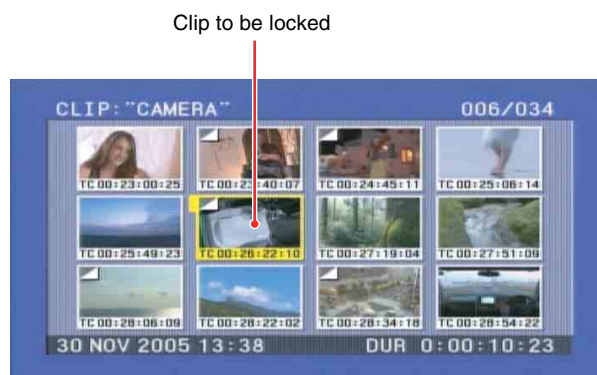 Clip to be locked
CLIP:"CAMERA" 006/034
TC 00:23:00:25 TC 00:23:40:07 TC 00:24:45:11 TC 00:25:06:14
TC 00:25:49:23 TC 00:26:22:10 TC 00:27:19:04 TC 00:27:51:09
TC 00:28:06:09 TC 00:28:22:02 TC 00:28:34:18 TC 00:28:54:22
30 NOV 2005 13:38 DUR 0:00:10:23